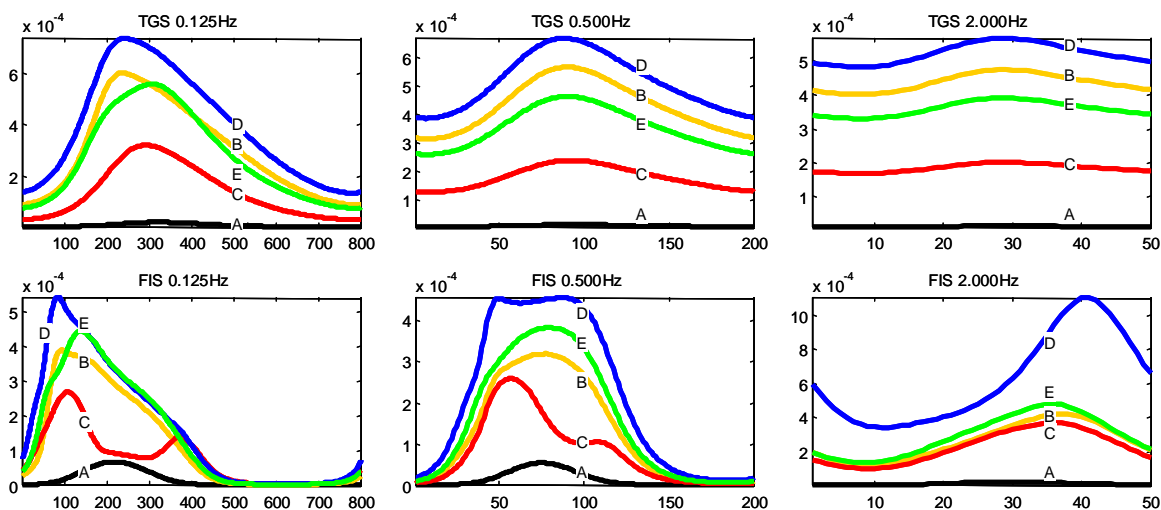 x 10⁻⁴ TGS 0.125Hz
6
4
2
D
B
E
C
A
100 200 300 400 500 600 700 800
x 10⁻⁴ TGS 0.500Hz
6
5
4
3
2
1
D
B
E
C
A
50 100 150 200
x 10⁻⁴ TGS 2.000Hz
5
4
3
2
1
D
B
E
C
A
10 20 30 40 50
x 10⁻⁴ FIS 0.125Hz
5
4
3
2
1
0
D
E
B
C
A
0 100 200 300 400 500 600 700 800
x 10⁻⁴ FIS 0.500Hz
4
3
2
1
0
D
E
B
C
A
50 100 150 200
x 10⁻⁴ FIS 2.000Hz
10
8
6
4
2
D
E
B
C
A
10 20 30 40 50